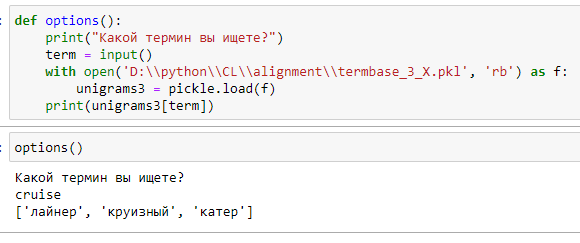 : def options():
print("Какой термин вы ищете?")
term = input()
with open('D:\\python\\CL\\alignment\\termbase_3_X.pkl', 'rb') as f:
unigrams3 = pickle.load(f)
print(unigrams3[term])
: options()
Какой термин вы ищете?
cruise
['лайнер', 'круизный', 'катер']